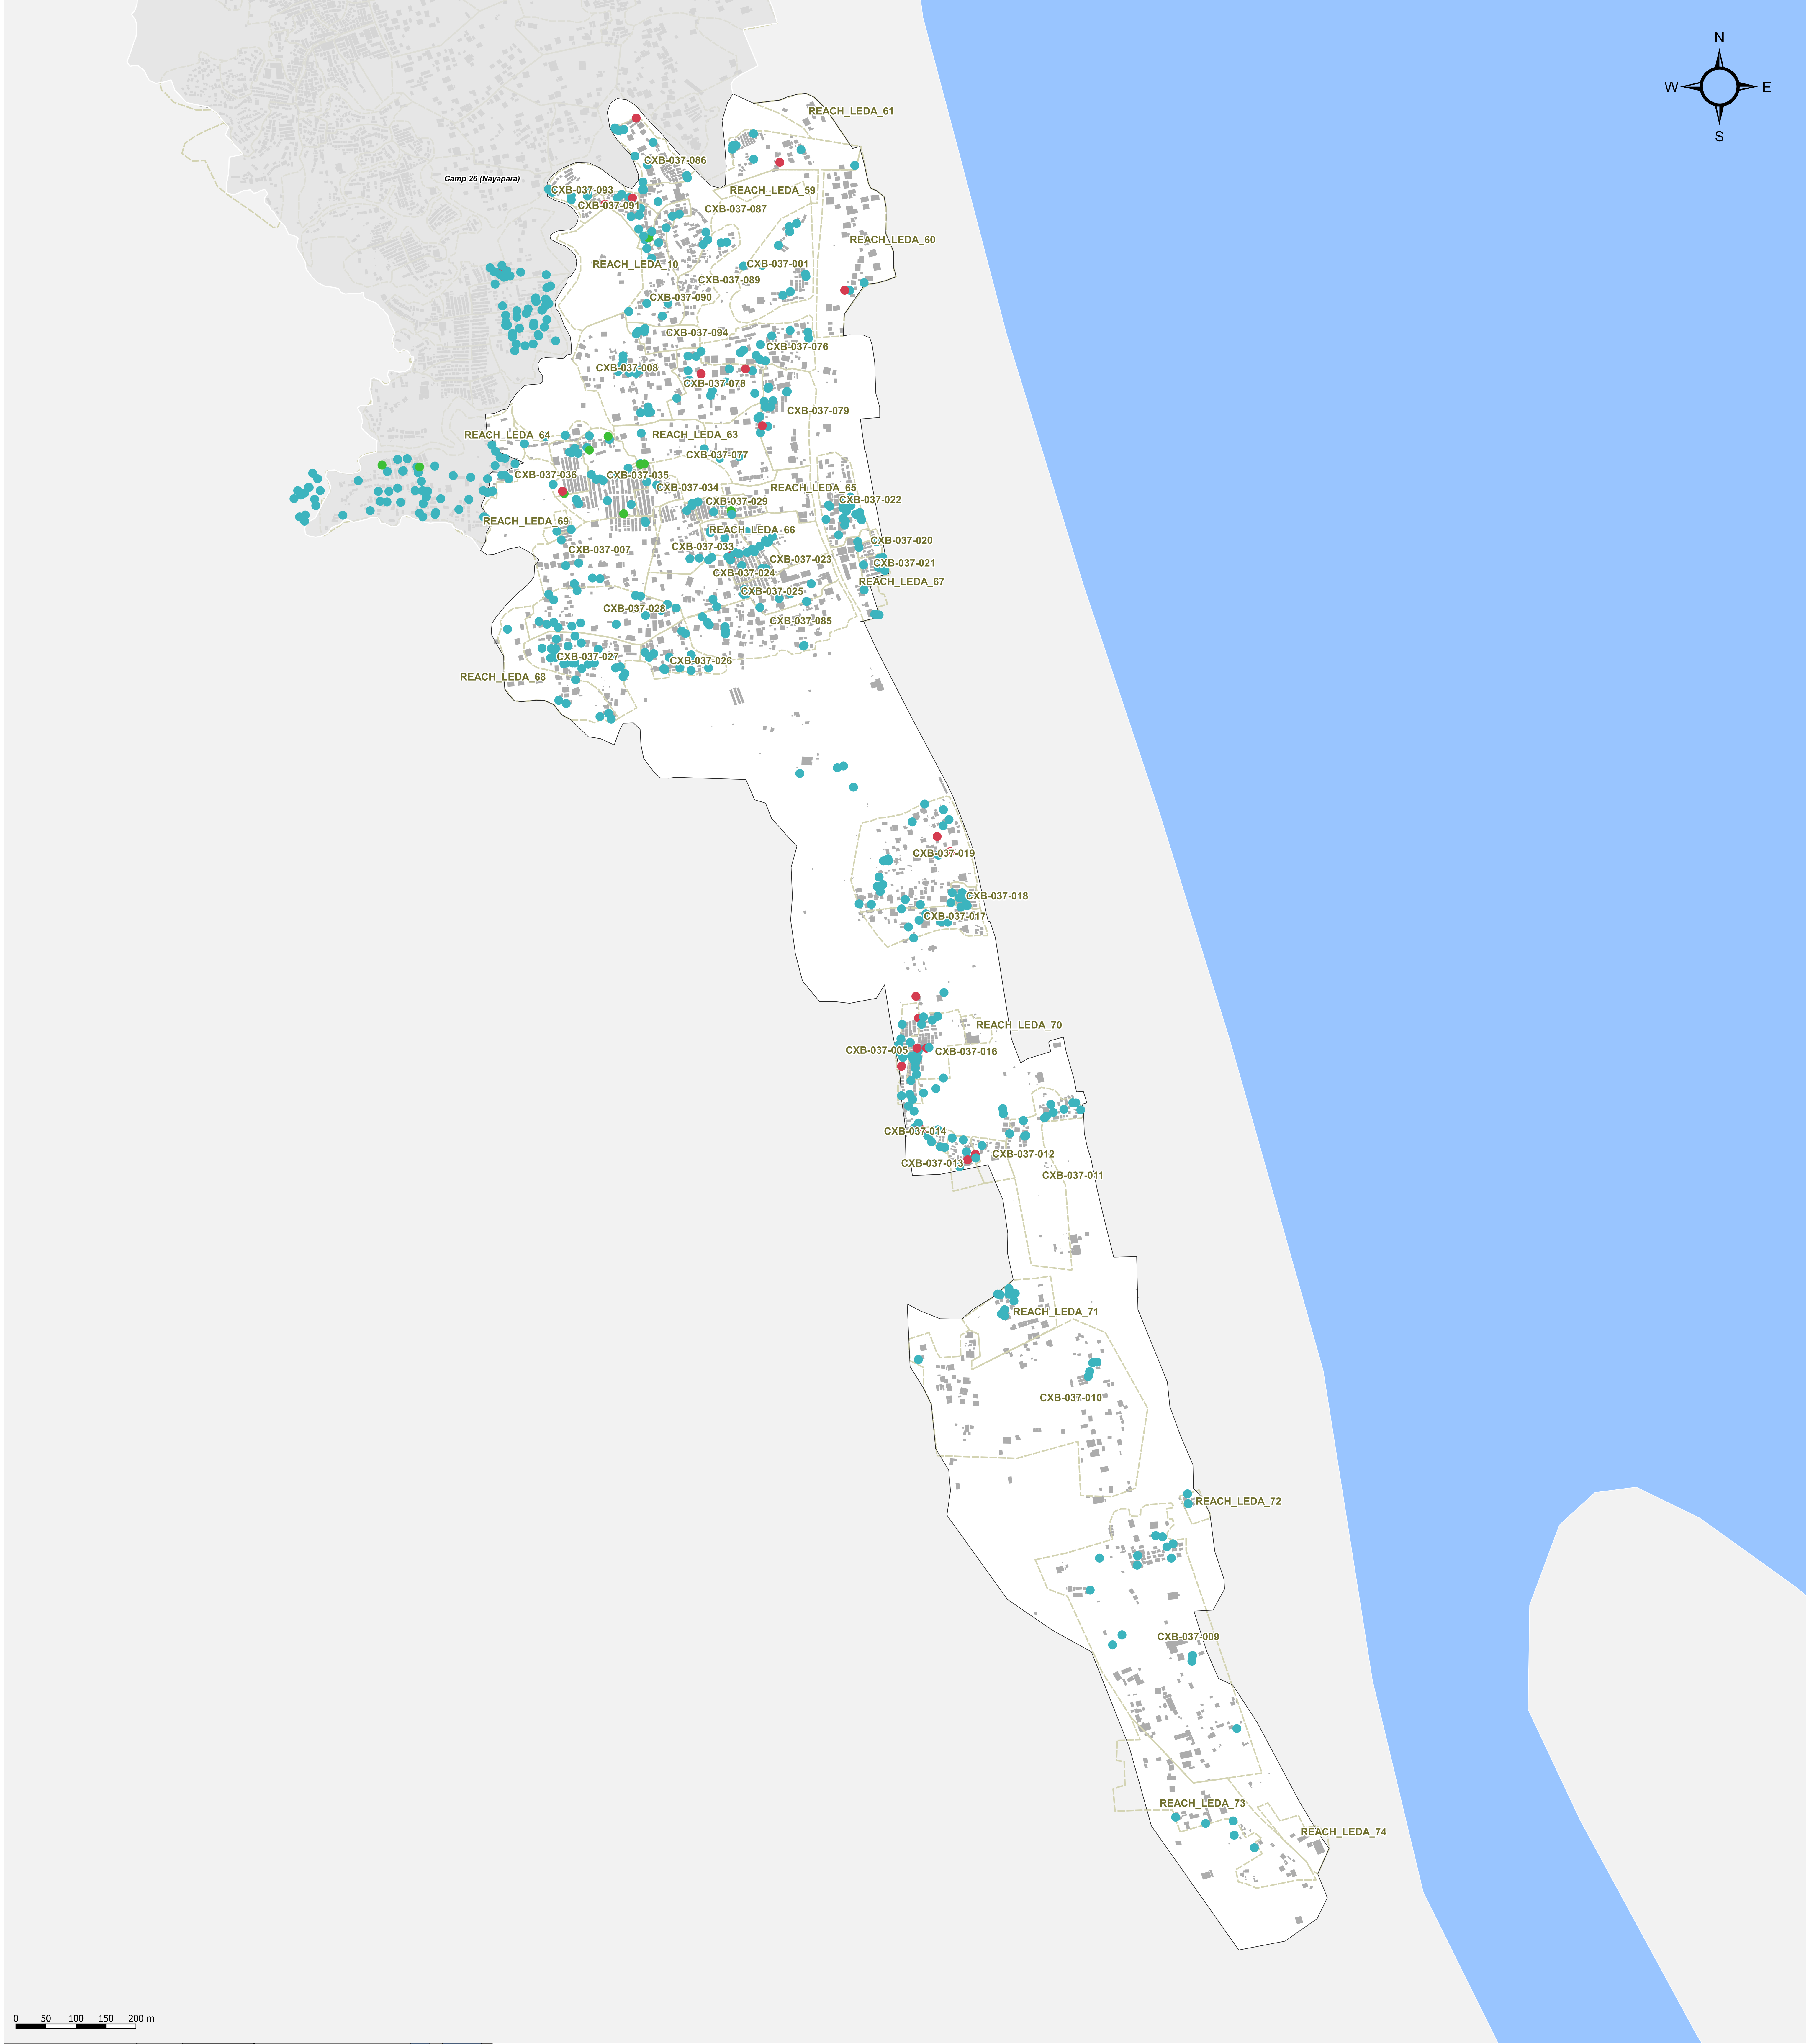 N
W E
S
REACH_LEDA_61
CXB-037-086
Camp 26 (Nayapara)
CXB-037-093
REACH_LEDA_59
CXB-037-091
CXB-037-087
REACH_LEDA_60
REACH_LEDA_10
CXB-037-001
CXB-037-089
CXB-037-090
CXB-037-094
CXB-037-076
CXB-037-008
CXB-037-078
CXB-037-079
REACH_LEDA_64
REACH_LEDA_63
CXB-037-077
CXB-037-036
CXB-037-035
CXB-037-034
REACH_LEDA_65
CXB-037-029
CXB-037-022
REACH_LEDA_69
REACH_LEDA_66
CXB-037-020
CXB-037-033
CXB-037-007
CXB-037-023
CXB-037-021
CXB-037-024
REACH_LEDA_67
CXB-037-025
CXB-037-028
CXB-037-085
CXB-037-027
CXB-037-026
REACH_LEDA_68
CXB-037-019
CXB-037-018
CXB-037-017
REACH_LEDA_70
CXB-037-005
CXB-037-016
CXB-037-014
CXB-037-012
CXB-037-013
CXB-037-011
REACH_LEDA_71
CXB-037-010
REACH_LEDA_72
CXB-037-009
REACH_LEDA_73
REACH_LEDA_74
0 50 100 150 200 m